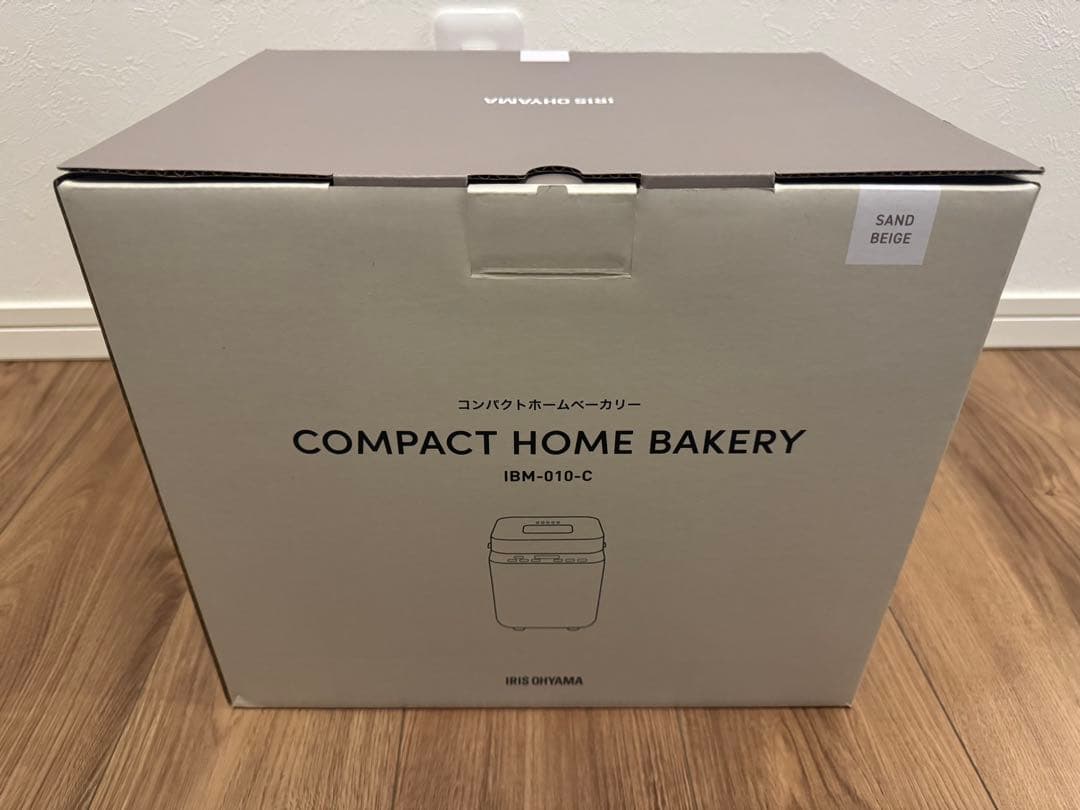 IRIS OHYAMA
SAND
BEIGE
コンパクトホームベーカリー
COMPACT HOME BAKERY
IBM-010-C
IRIS OHYAMA